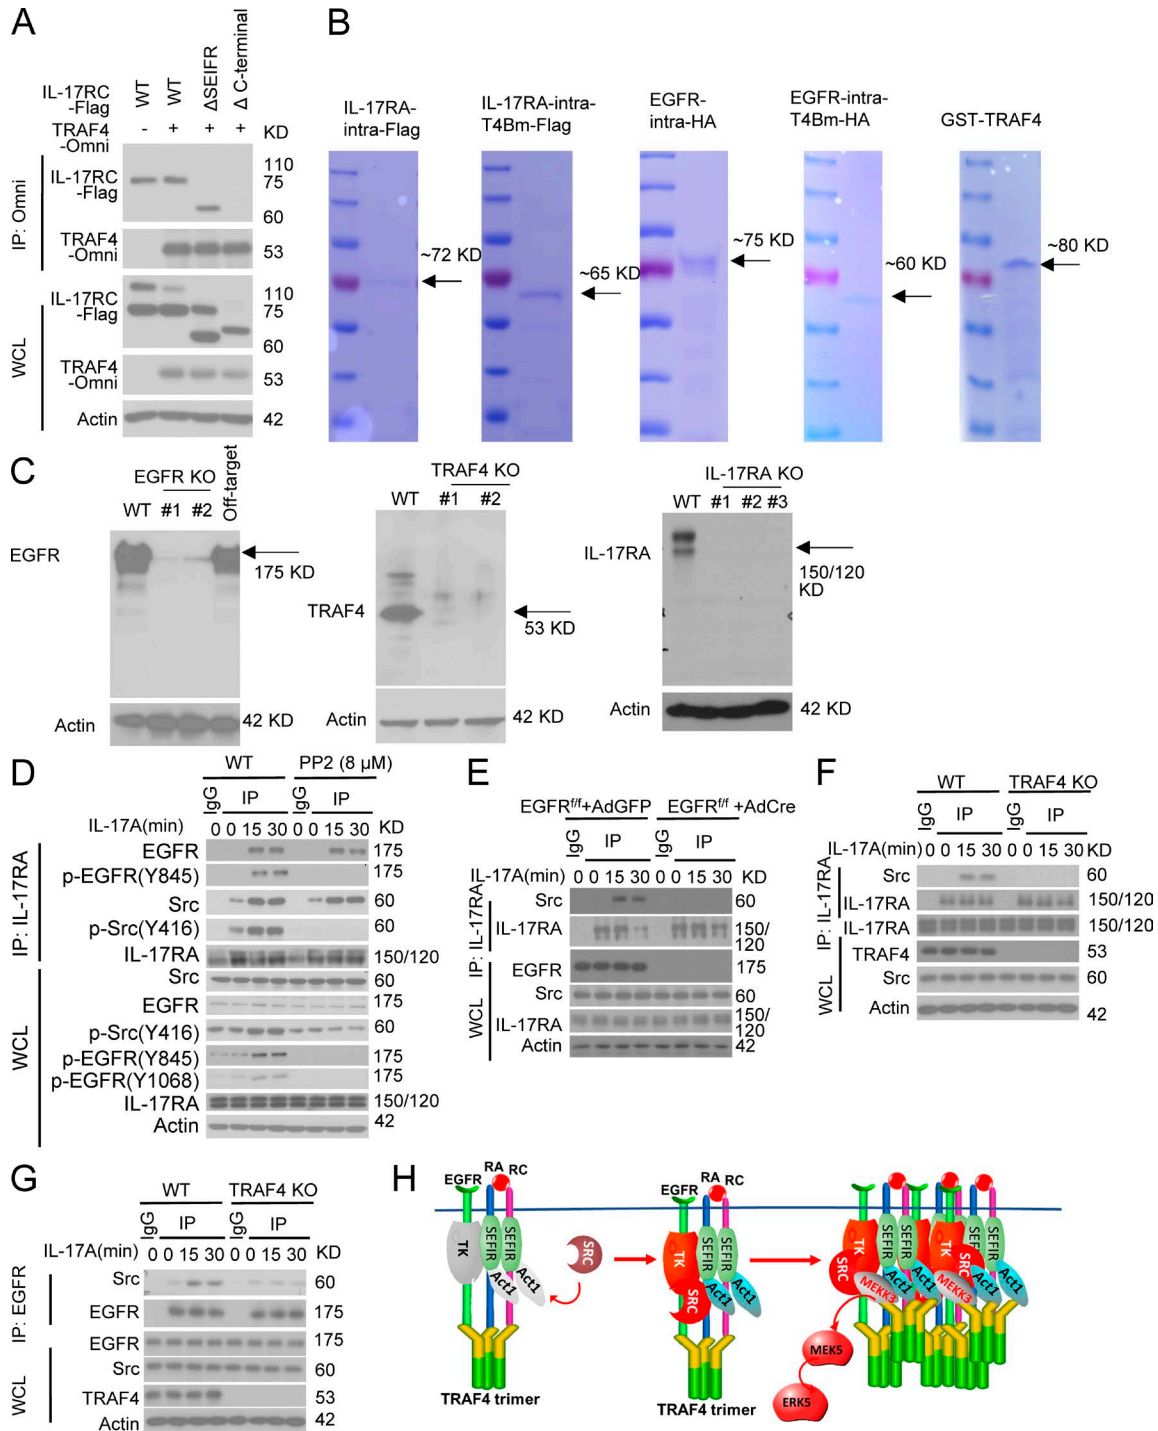 A
IL-17RC
-Flag
WT
WT
ΔSEIFR
Δ C-terminal
TRAF4
-Omni
- + + +
KD
IP: Omni
IL-17RC
-Flag
110
75
60
TRAF4
-Omni
53
WCL
IL-17RC
-Flag
110
75
60
TRAF4
-Omni
53
Actin
42
B
IL-17RA-
intra-Flag
~72 KD
IL-17RA-intra-
T4Bm-Flag
~65 KD
EGFR-
intra-HA
~75 KD
EGFR-intra-
T4Bm-HA
~60 KD
GST-TRAF4
~80 KD
C
EGFR KO
WT #1 #2
Off-target
EGFR
175 KD
Actin
42 KD
TRAF4 KO
WT #1 #2
TRAF4
53 KD
Actin
42 KD
IL-17RA KO
WT #1 #2 #3
IL-17RA
150/120
KD
Actin
42 KD
D
WT PP2 (8 µM)
IgG IP IgG IP
IL-17A(min) 0 0 15 30 0 0 15 30 KD
IP: IL-17RA
EGFR 175
p-EGFR(Y845) 175
Src 60
p-Src(Y416) 60
IL-17RA 150/120
WCL
Src 60
EGFR 175
p-Src(Y416) 60
p-EGFR(Y845) 175
p-EGFR(Y1068) 175
IL-17RA 150/120
Actin 42
E
EGFRf/f+AdGFP EGFRf/f +AdCre
IgG IP IgG IP
IL-17A(min) 0 0 15 30 0 0 15 30 KD
IP: IL-17RA
Src 60
IL-17RA 150/
120
WCL
EGFR 175
Src 60
IL-17RA 150/
120
Actin 42
F
WT TRAF4 KO
IgG IP IgG IP
IL-17A(min) 0 0 15 30 0 0 15 30 KD
IP: IL-17RA
Src 60
IL-17RA 150/120
IL-17RA 150/120
WCL
TRAF4 53
Src 60
Actin 42
G
WT TRAF4 KO
IgG IP IgG IP
IL-17A(min) 0 0 15 30 0 0 15 30 KD
IP: EGFR
Src 60
EGFR 175
WCL
EGFR 175
Src 60
TRAF4 53
Actin 42
H
EGFR RA RC
TK SEFIR SEFIR
Act1
SRC
TRAF4 trimer
EGFR RA RC
TK SEFIR SEFIR
SRC Act1 Act1
TRAF4 trimer
TK SEFIR SEFIR TK SEFIR SEFIR
SRC SRC
MEKK3 Act1 Act1 MEKK3 Act1 Act1
MEK5
ERK5